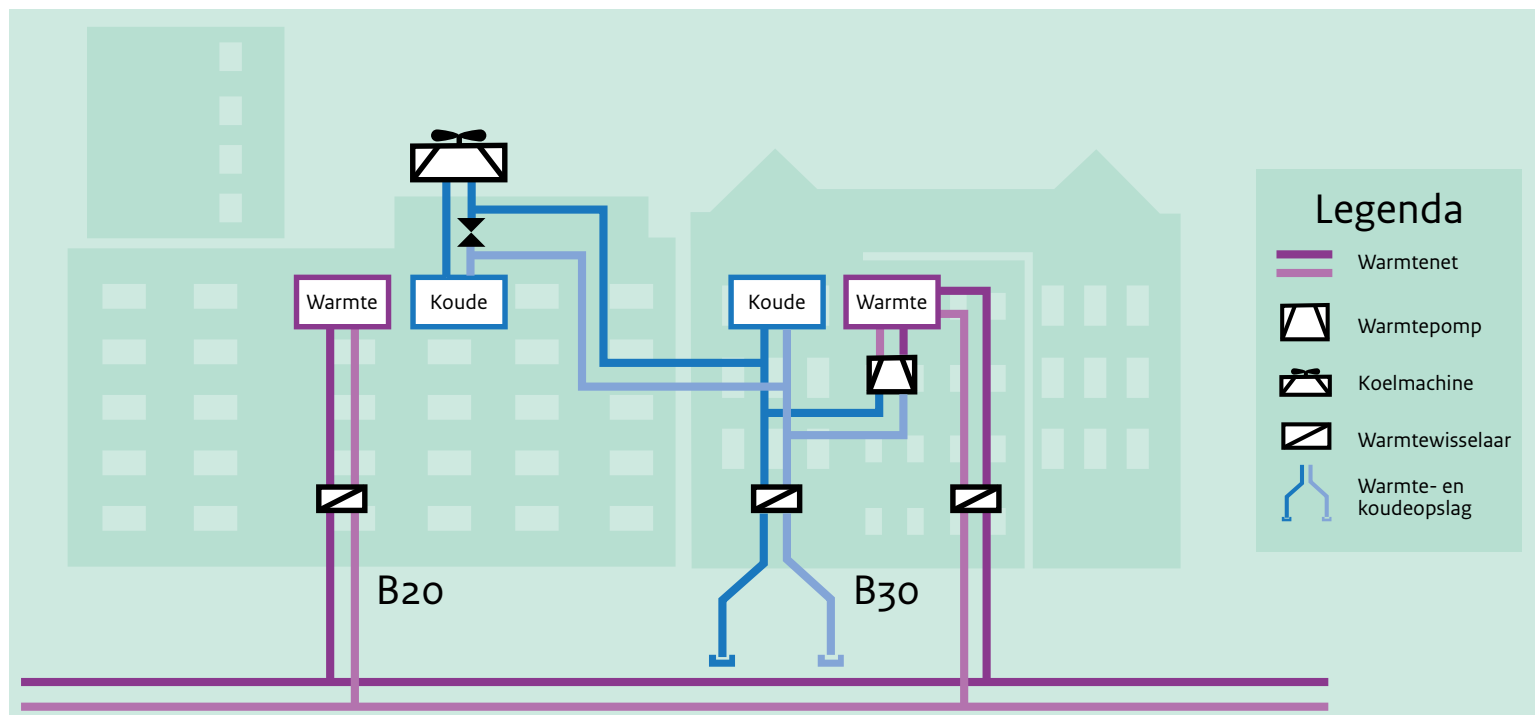 Warmte
Koude
Koude
Warmte
B20
B30
Legenda
Warmtenet
Warmtepomp
Koelmachine
Warmtewisselaar
Warmte- en
koudeopslag